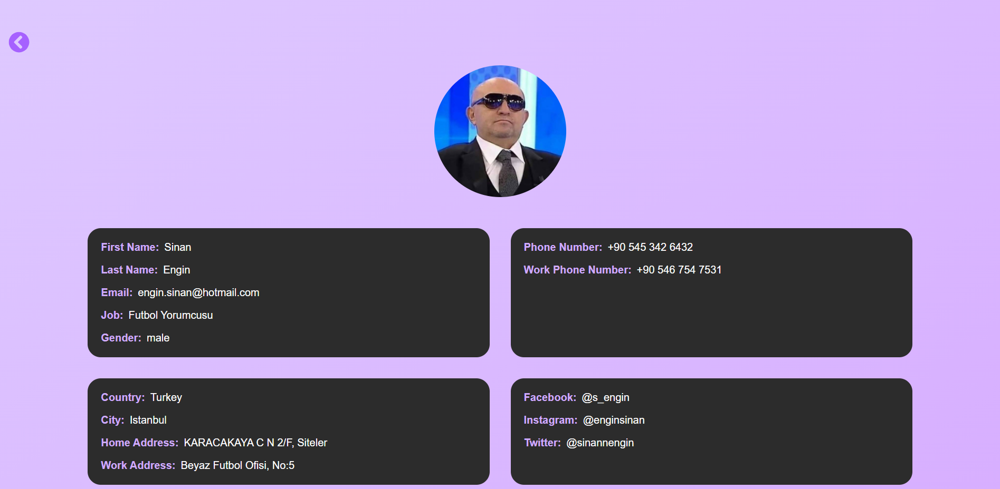 First Name: Sinan
Last Name: Engin
Email: engin.sinan@hotmail.com
Job: Futbol Yorumcusu
Gender: male
Phone Number: +90 545 342 6432
Work Phone Number: +90 546 754 7531
Country: Turkey
City: Istanbul
Home Address: KARACAKAYA C N 2/F, Siteler
Work Address: Beyaz Futbol Ofisi, No:5
Facebook: @s_engin
Instagram: @enginsinan
Twitter: @sinannengin